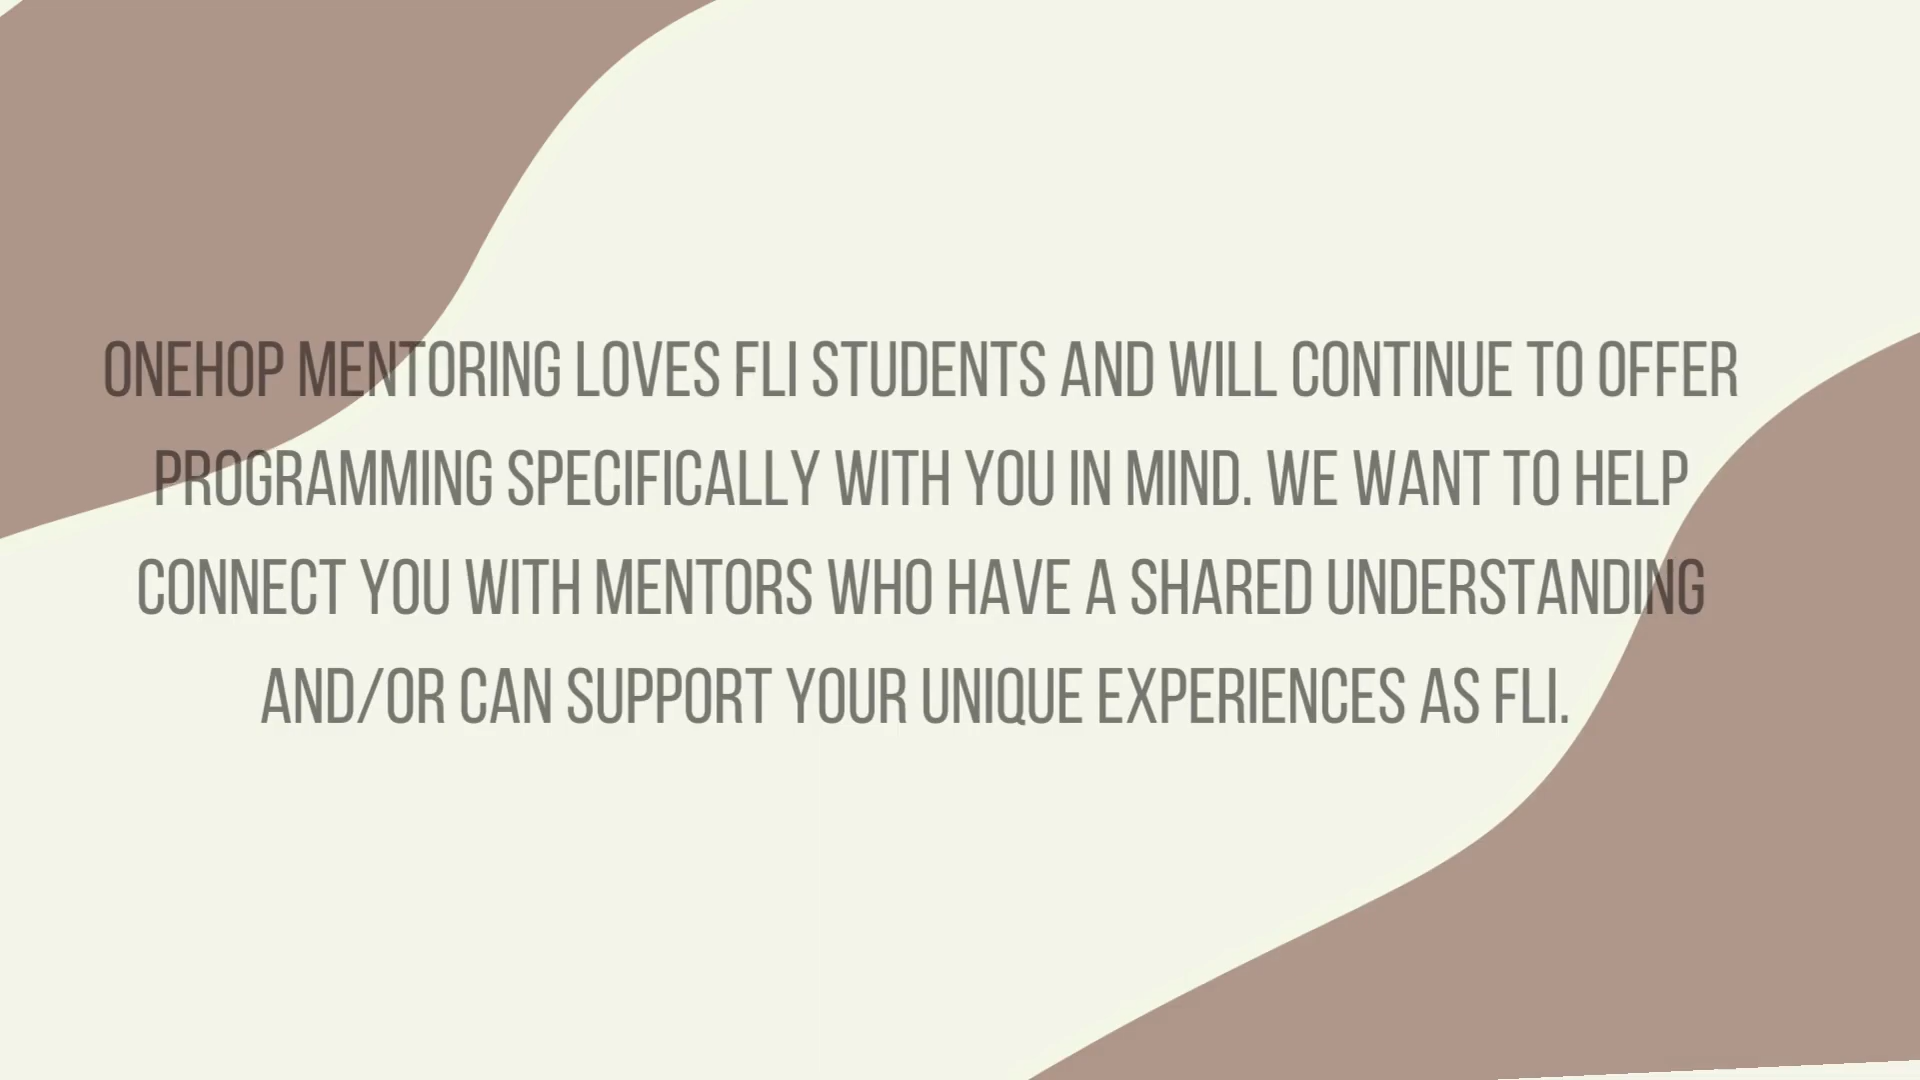 ONEHOP MENTORING LOVES FLI STUDENTS AND WILL CONTINUE TO OFFER
PROGRAMMING SPECIFICALLY WITH YOU IN MIND. WE WANT TO HELP
CONNECT YOU WITH MENTORS WHO HAVE A SHARED UNDERSTANDING
AND/OR CAN SUPPORT YOUR UNIQUE EXPERIENCES AS FLI.